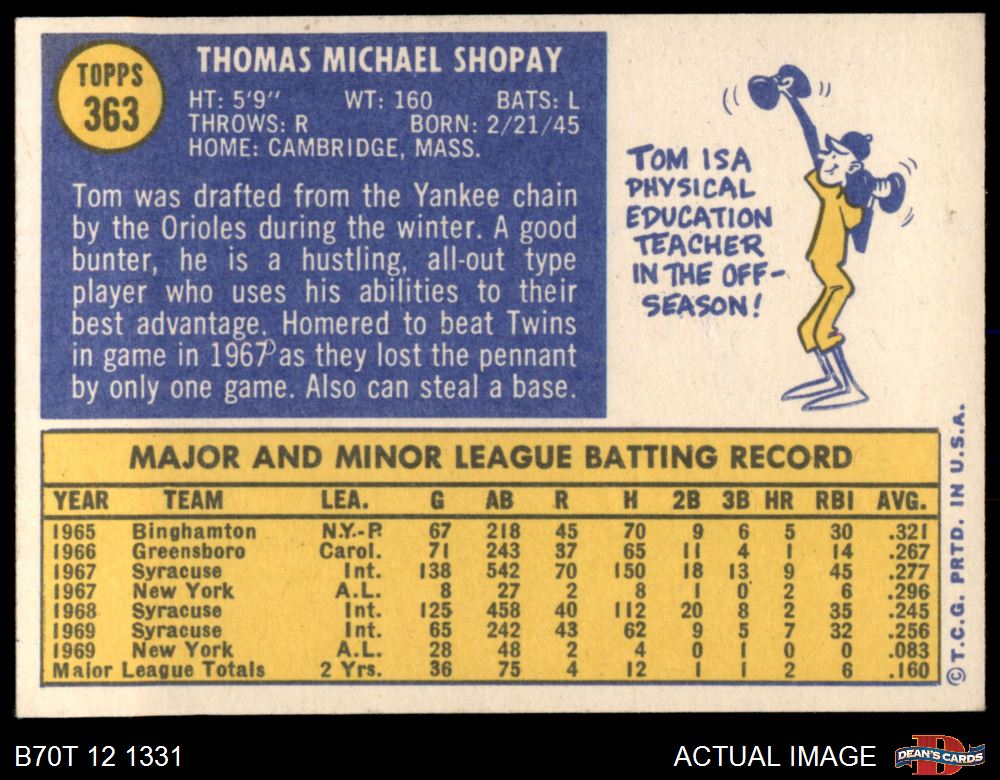 TOPPS
363
THOMAS MICHAEL SHOPAY
HT: 5'9" WT: 160 BATS: L
THROWS: R BORN: 2/21/45
HOME: CAMBRIDGE, MASS.
Tom was drafted from the Yankee chain
by the Orioles during the winter. A good
bunter, he is a hustling, all-out type
player who uses his abilities to their
best advantage. Homered to beat Twins
in game in 1967 as they lost the pennant
by only one game. Also can steal a base.
TOM IS A
PHYSICAL
EDUCATION
TEACHER
IN THE OFF-
SEASON!
MAJOR AND MINOR LEAGUE BATTING RECORD
YEAR TEAM LEA. G AB R H 2B 3B HR RBI AVG.
1965 Binghamton N.Y.-P. 67 218 45 70 9 6 5 30 .321
1966 Greensboro Carol. 71 243 37 65 11 4 1 14 .267
1967 Syracuse Int. 138 542 70 150 18 13 9 45 .277
1967 New York A.L. 8 27 2 8 1 0 2 6 .296
1968 Syracuse Int. 125 458 40 112 20 8 2 35 .245
1969 Syracuse Int. 65 242 43 62 9 5 7 32 .256
1969 New York A.L. 28 48 2 4 0 1 0 0 .083
Major League Totals 2 Yrs. 36 75 4 12 1 1 2 6 .160
©T.C.G. PRTD. IN U.S.A.
B70T 12 1331
ACTUAL IMAGE
D
DEAN'S CARDS